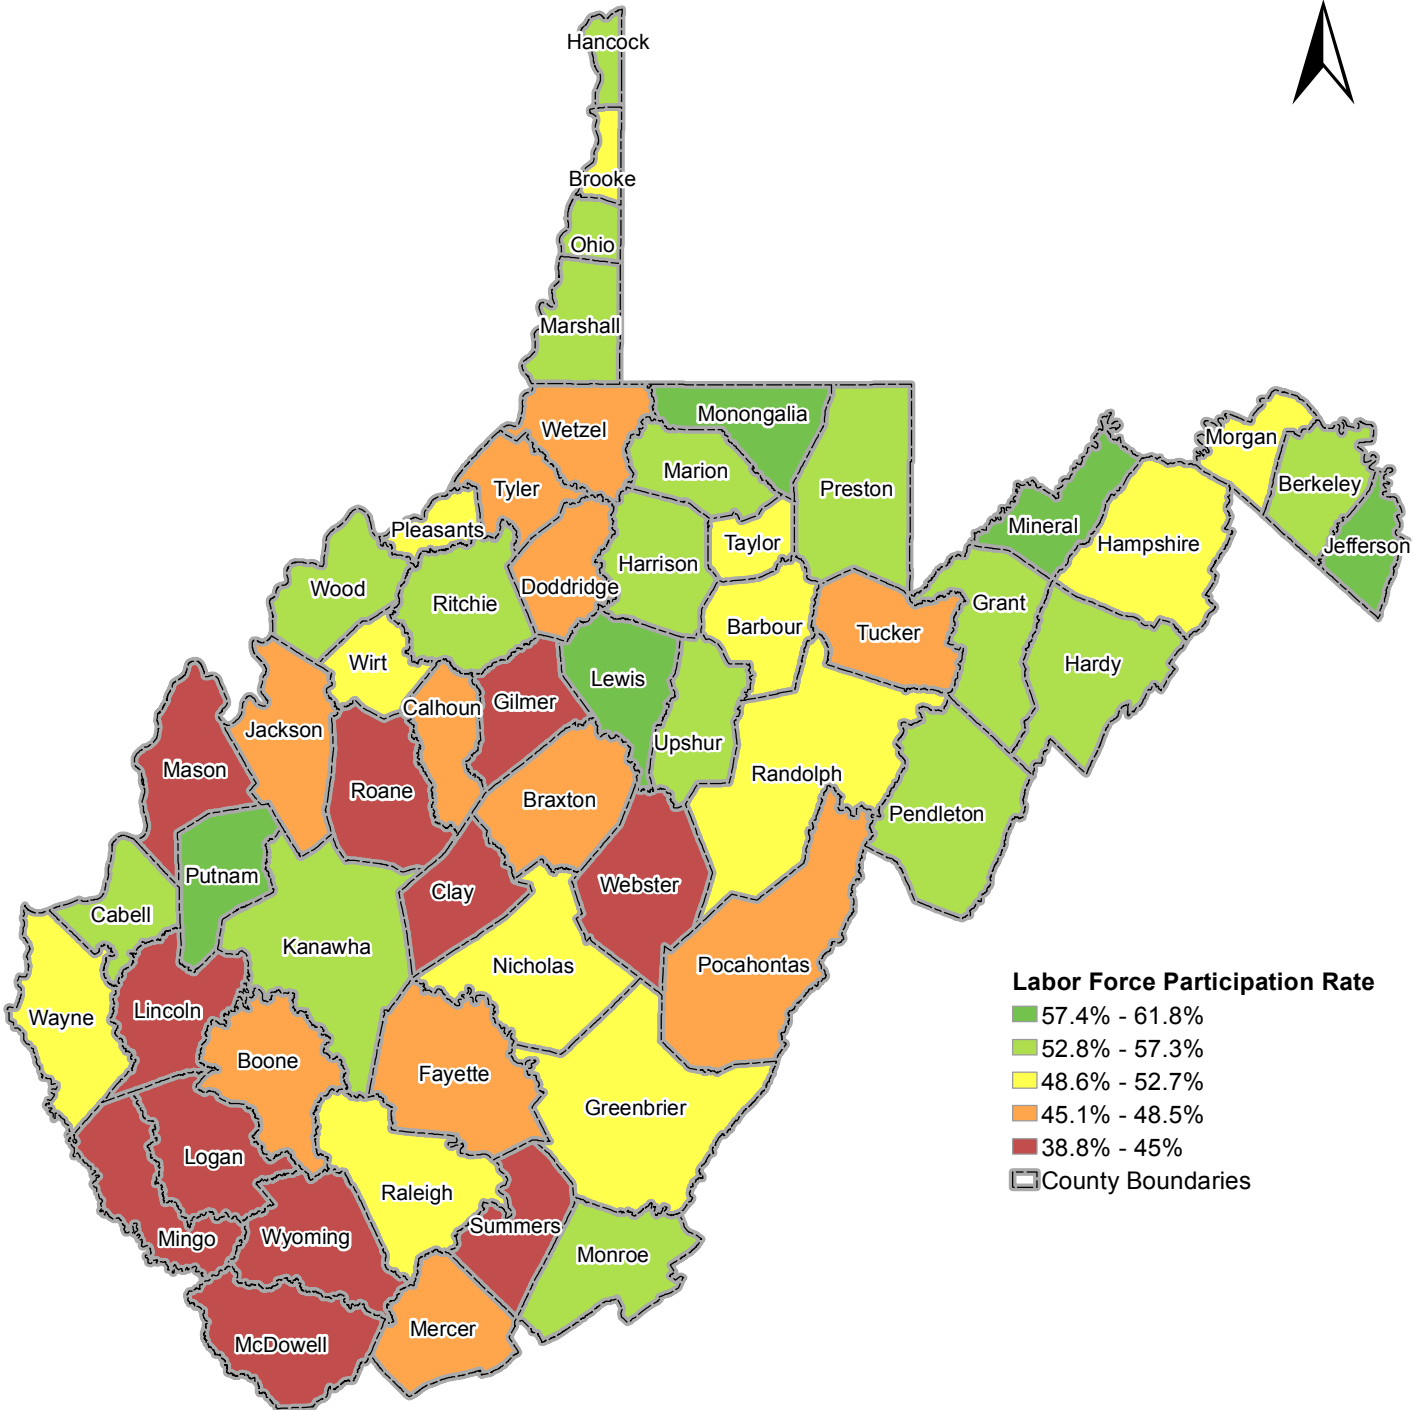 Hancock
Brooke
Ohio
Marshall
Wetzel
Monongalia
Marion
Preston
Tyler
Pleasants
Taylor
Harrison
Morgan
Berkeley
Jefferson
Mineral
Hampshire
Wood
Ritchie
Doddridge
Barbour
Tucker
Grant
Hardy
Wirt
Lewis
Gilmer
Calhoun
Jackson
Upshur
Mason
Roane
Braxton
Randolph
Pendleton
Putnam
Clay
Webster
Cabell
Kanawha
Nicholas
Pocahontas
Lincoln
Wayne
Boone
Fayette
Greenbrier
Logan
Raleigh
Summers
Mingo
Wyoming
Monroe
Mercer
McDowell
Labor Force Participation Rate
57.4% - 61.8%
52.8% - 57.3%
48.6% - 52.7%
45.1% - 48.5%
38.8% - 45%
County Boundaries